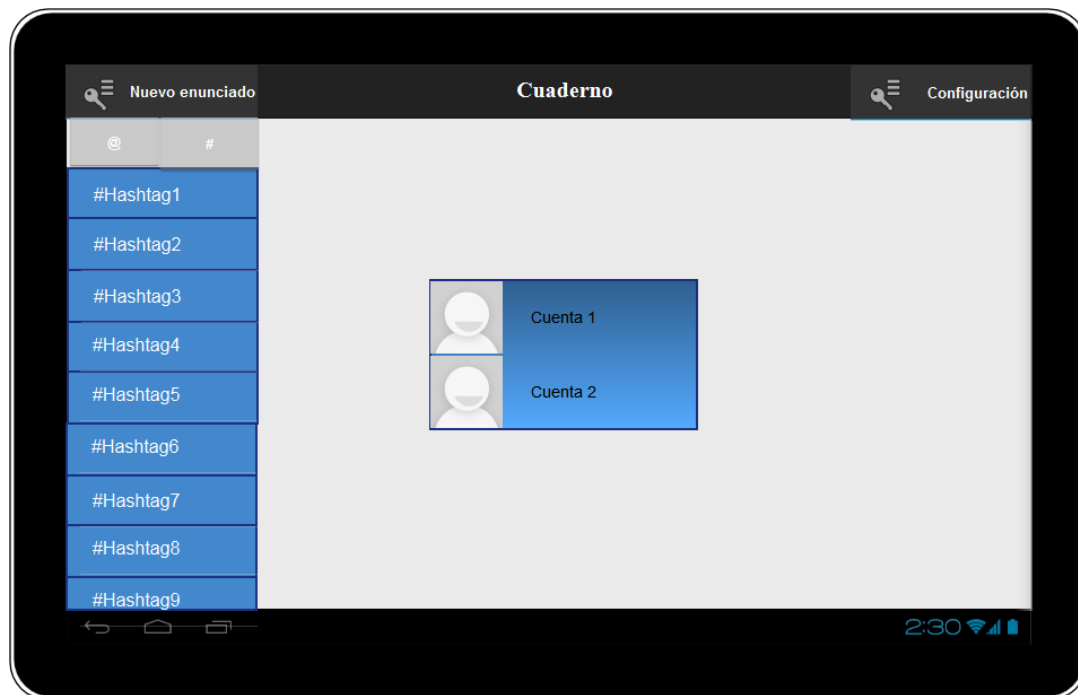 Nuevo enunciado
Cuaderno
Configuración
@
#
#Hashtag1
#Hashtag2
#Hashtag3
#Hashtag4
#Hashtag5
#Hashtag6
#Hashtag7
#Hashtag8
#Hashtag9
Cuenta 1
Cuenta 2
2:30